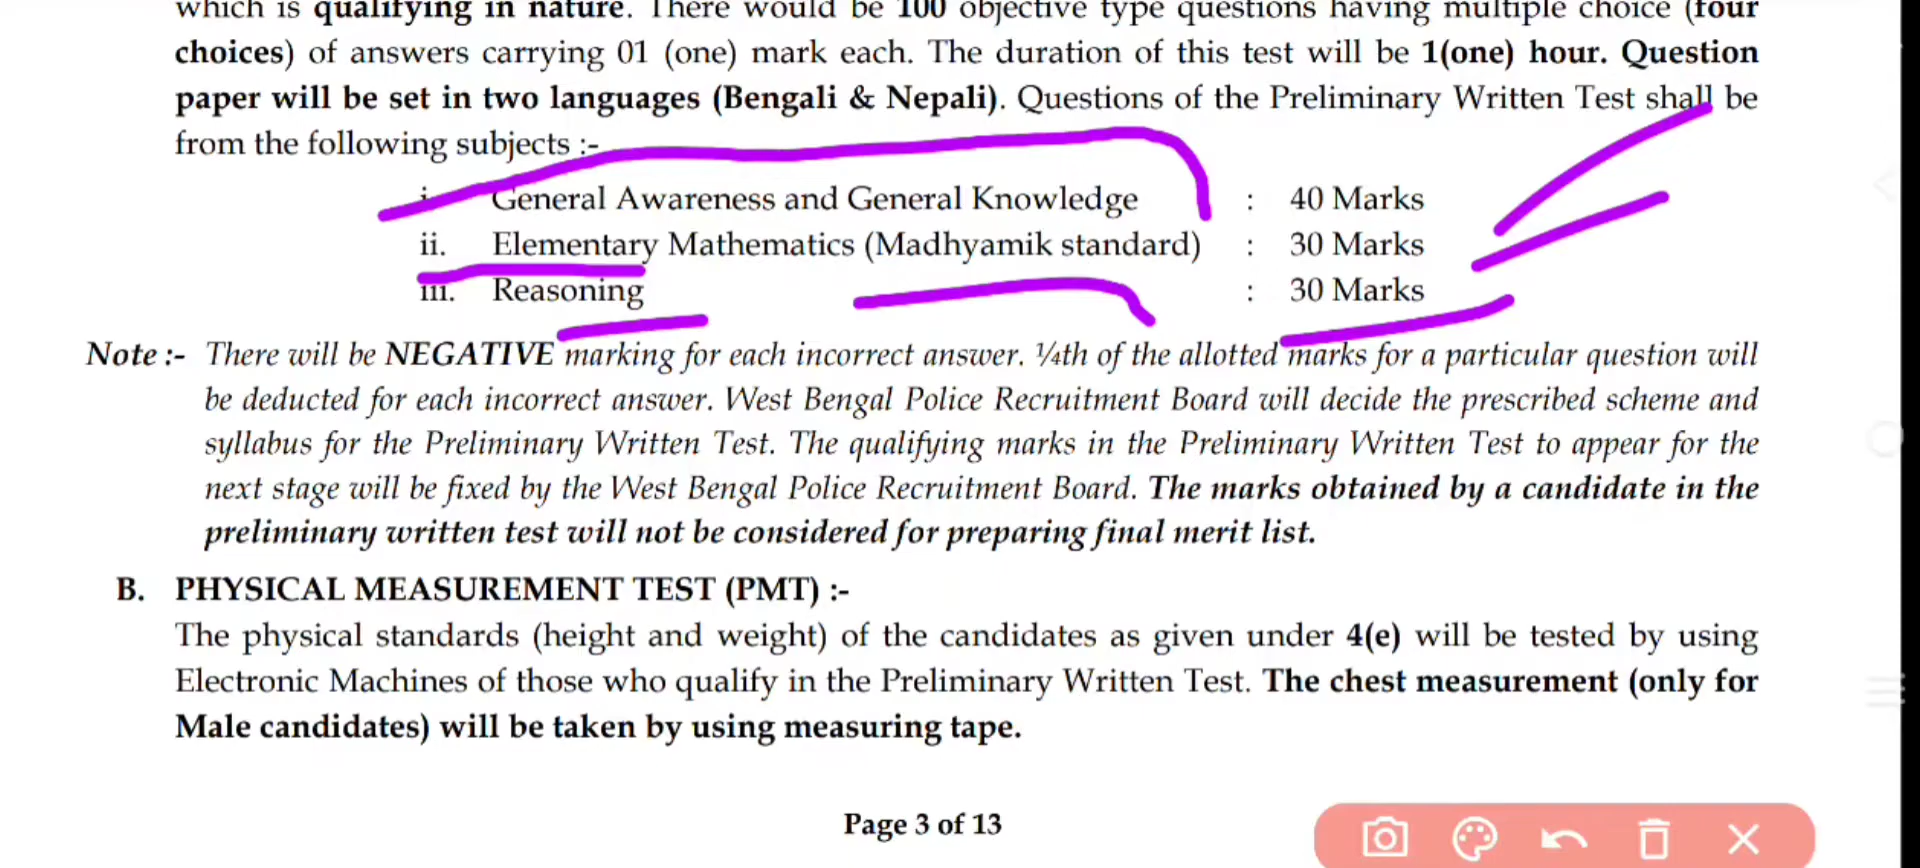 which is qualifying in nature. There would be 100 objective type questions having multiple choice (four
choices) of answers carrying 01 (one) mark each. The duration of this test will be 1(one) hour. Question
paper will be set in two languages (Bengali & Nepali). Questions of the Preliminary Written Test shall be
from the following subjects :-
i. General Awareness and General Knowledge : 40 Marks
ii. Elementary Mathematics (Madhyamik standard) : 30 Marks
iii. Reasoning : 30 Marks
Note :- There will be NEGATIVE marking for each incorrect answer. ¼th of the allotted marks for a particular question will
be deducted for each incorrect answer. West Bengal Police Recruitment Board will decide the prescribed scheme and
syllabus for the Preliminary Written Test. The qualifying marks in the Preliminary Written Test to appear for the
next stage will be fixed by the West Bengal Police Recruitment Board. The marks obtained by a candidate in the
preliminary written test will not be considered for preparing final merit list.
B. PHYSICAL MEASUREMENT TEST (PMT) :-
The physical standards (height and weight) of the candidates as given under 4(e) will be tested by using
Electronic Machines of those who qualify in the Preliminary Written Test. The chest measurement (only for
Male candidates) will be taken by using measuring tape.
Page 3 of 13